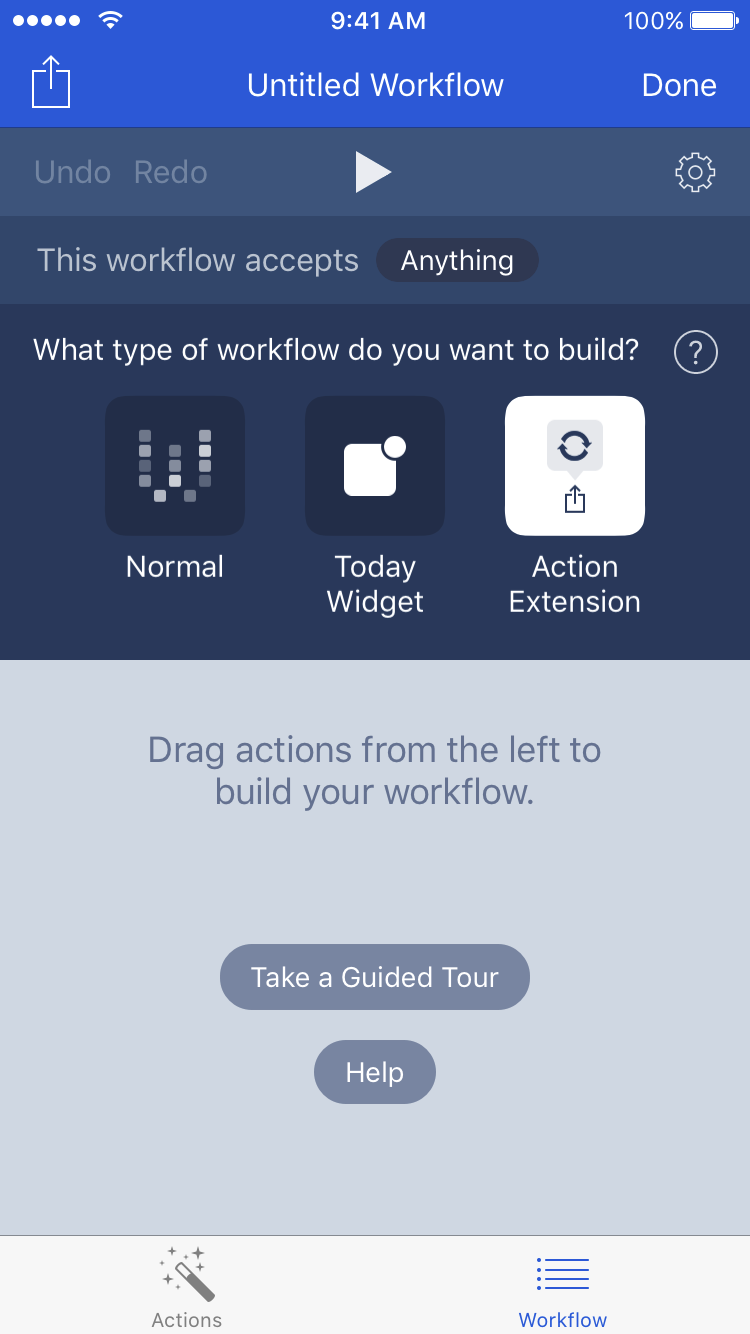 9:41 AM 100%
Untitled Workflow Done
Undo Redo
This workflow accepts Anything
What type of workflow do you want to build? ?
Normal Today Action
Widget Extension
Drag actions from the left to
build your workflow.
Take a Guided Tour
Help
Actions Workflow